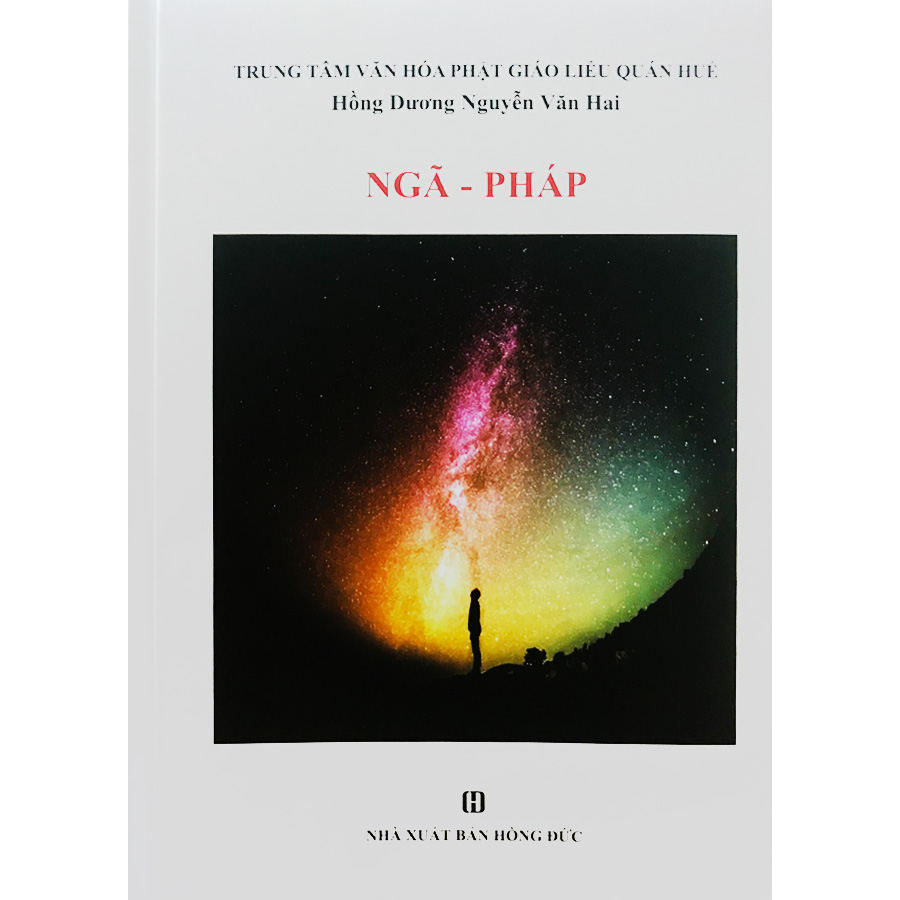 TRUNG TÂM VĂN HÓA PHẬT GIÁO LIỄU QUÁN HUẾ
Hồng Dương Nguyễn Văn Hai
NGÃ - PHÁP
NHÀ XUẤT BẢN HỒNG ĐỨC